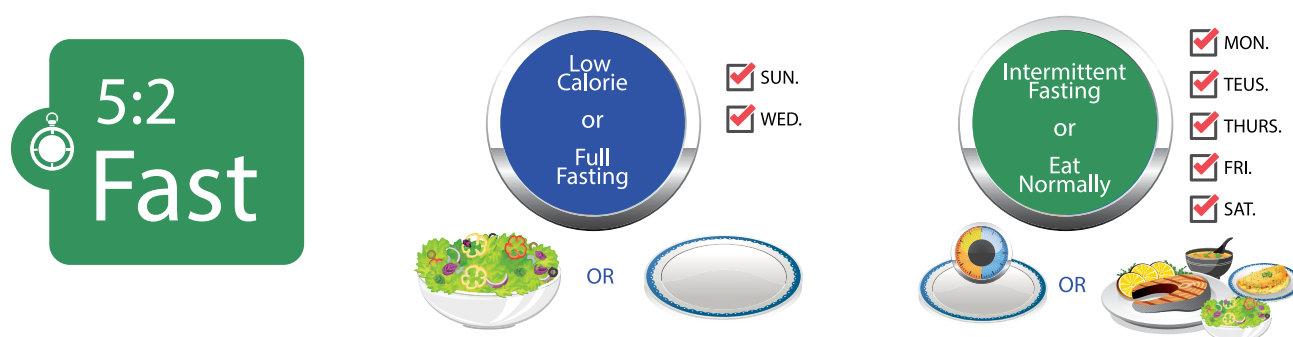 5:2
Fast
Low
Calorie
or
Full
Fasting
SUN.
WED.
OR
Intermittent
Fasting
or
Eat
Normally
MON.
TEUS.
THURS.
FRI.
SAT.
OR